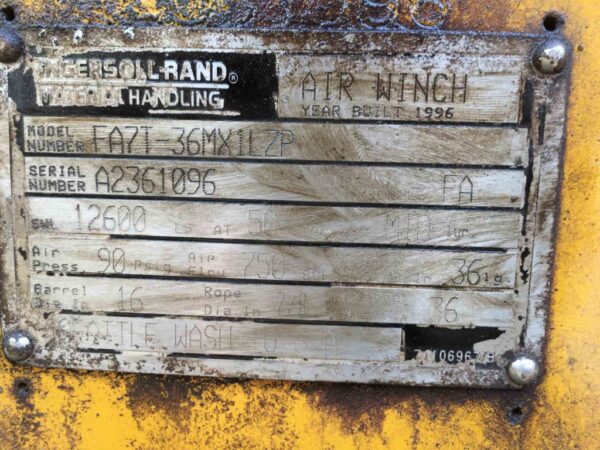 INGERSOLL-RAND®
MATERIAL HANDLING
AIR WINCH
YEAR BUILT 1996
MODEL NUMBER FA7T-36MX1LZP
SERIAL NUMBER A2361096 FA
SWL 12600 Lb AT 50 MID lyr
Air Press 90 Psig Air Flow 750 36
Barrel Dia In 16 Rope Dia In 7/8 36
SEATTLE WASH U A